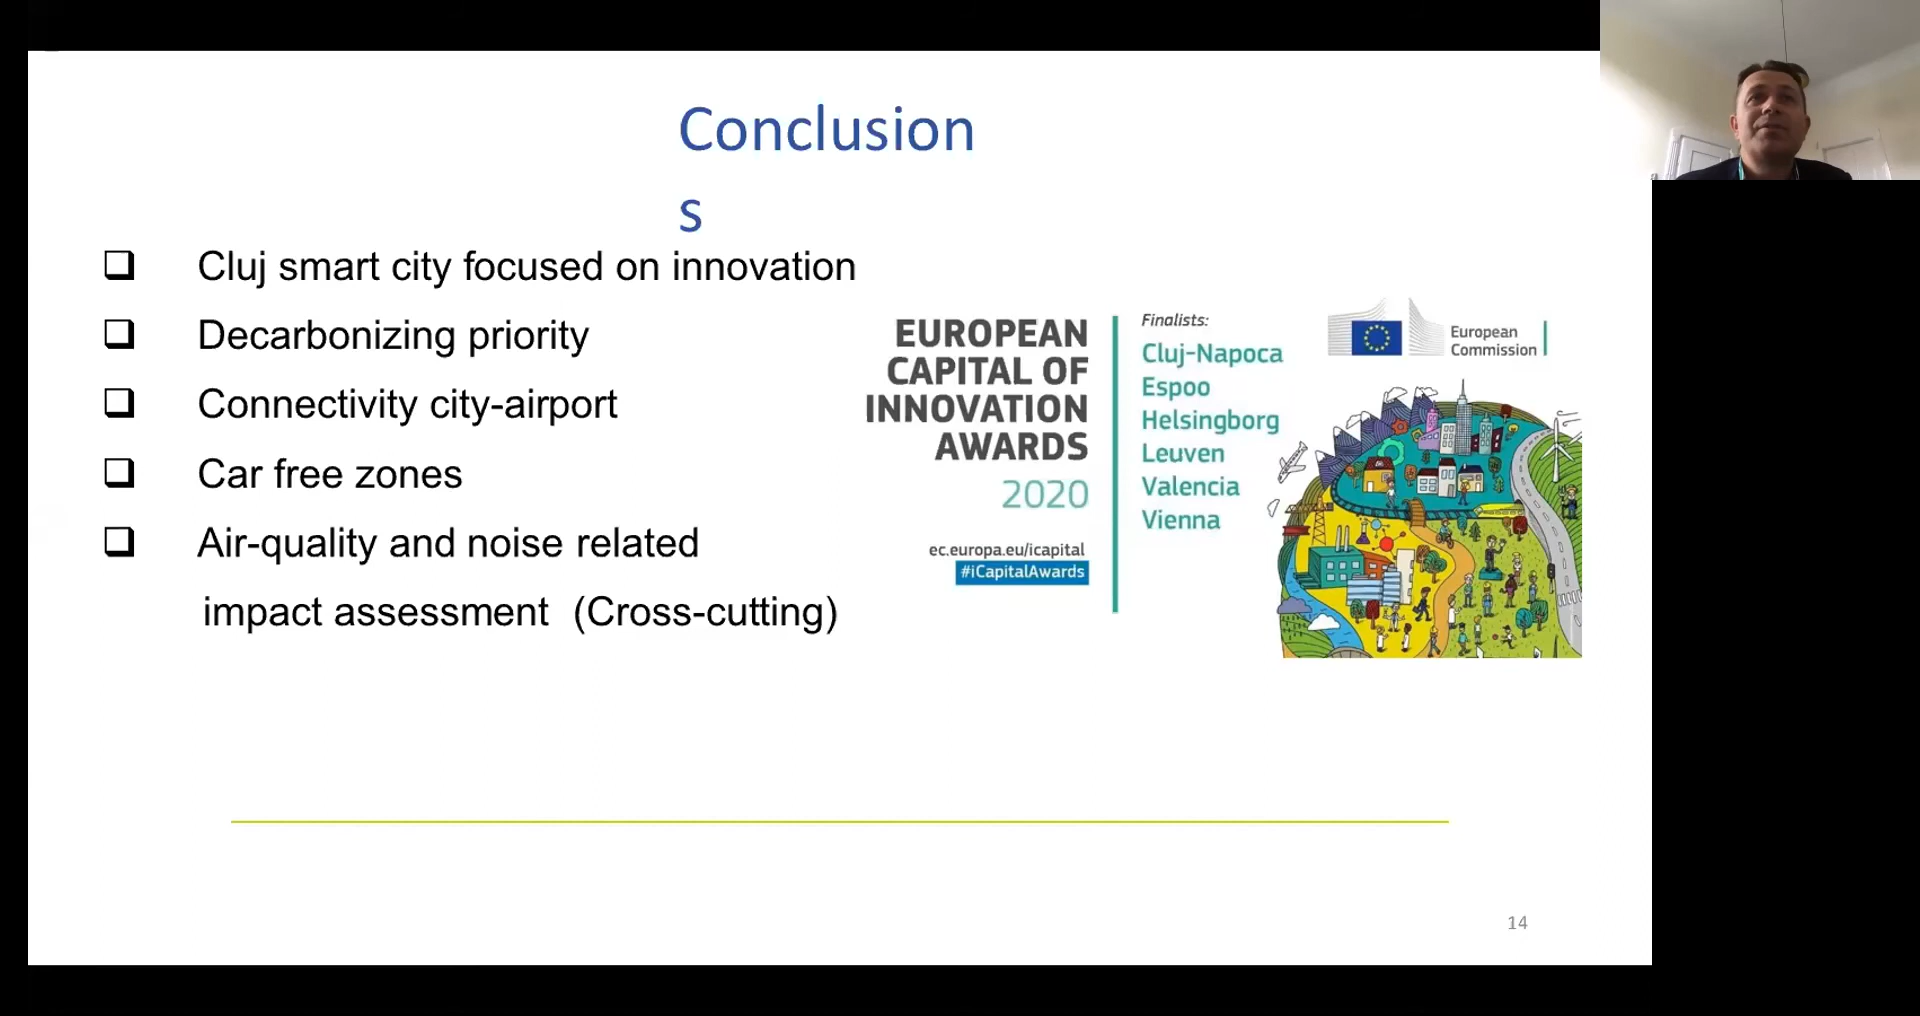 Conclusion
s
❑ Cluj smart city focused on innovation
❑ Decarbonizing priority
❑ Connectivity city-airport
❑ Car free zones
❑ Air-quality and noise related
impact assessment (Cross-cutting)
EUROPEAN
CAPITAL OF
INNOVATION
AWARDS
2020
ec.europa.eu/icapital
#iCapitalAwards
Finalists:
Cluj-Napoca
Espoo
Helsingborg
Leuven
Valencia
Vienna
European
Commission
14